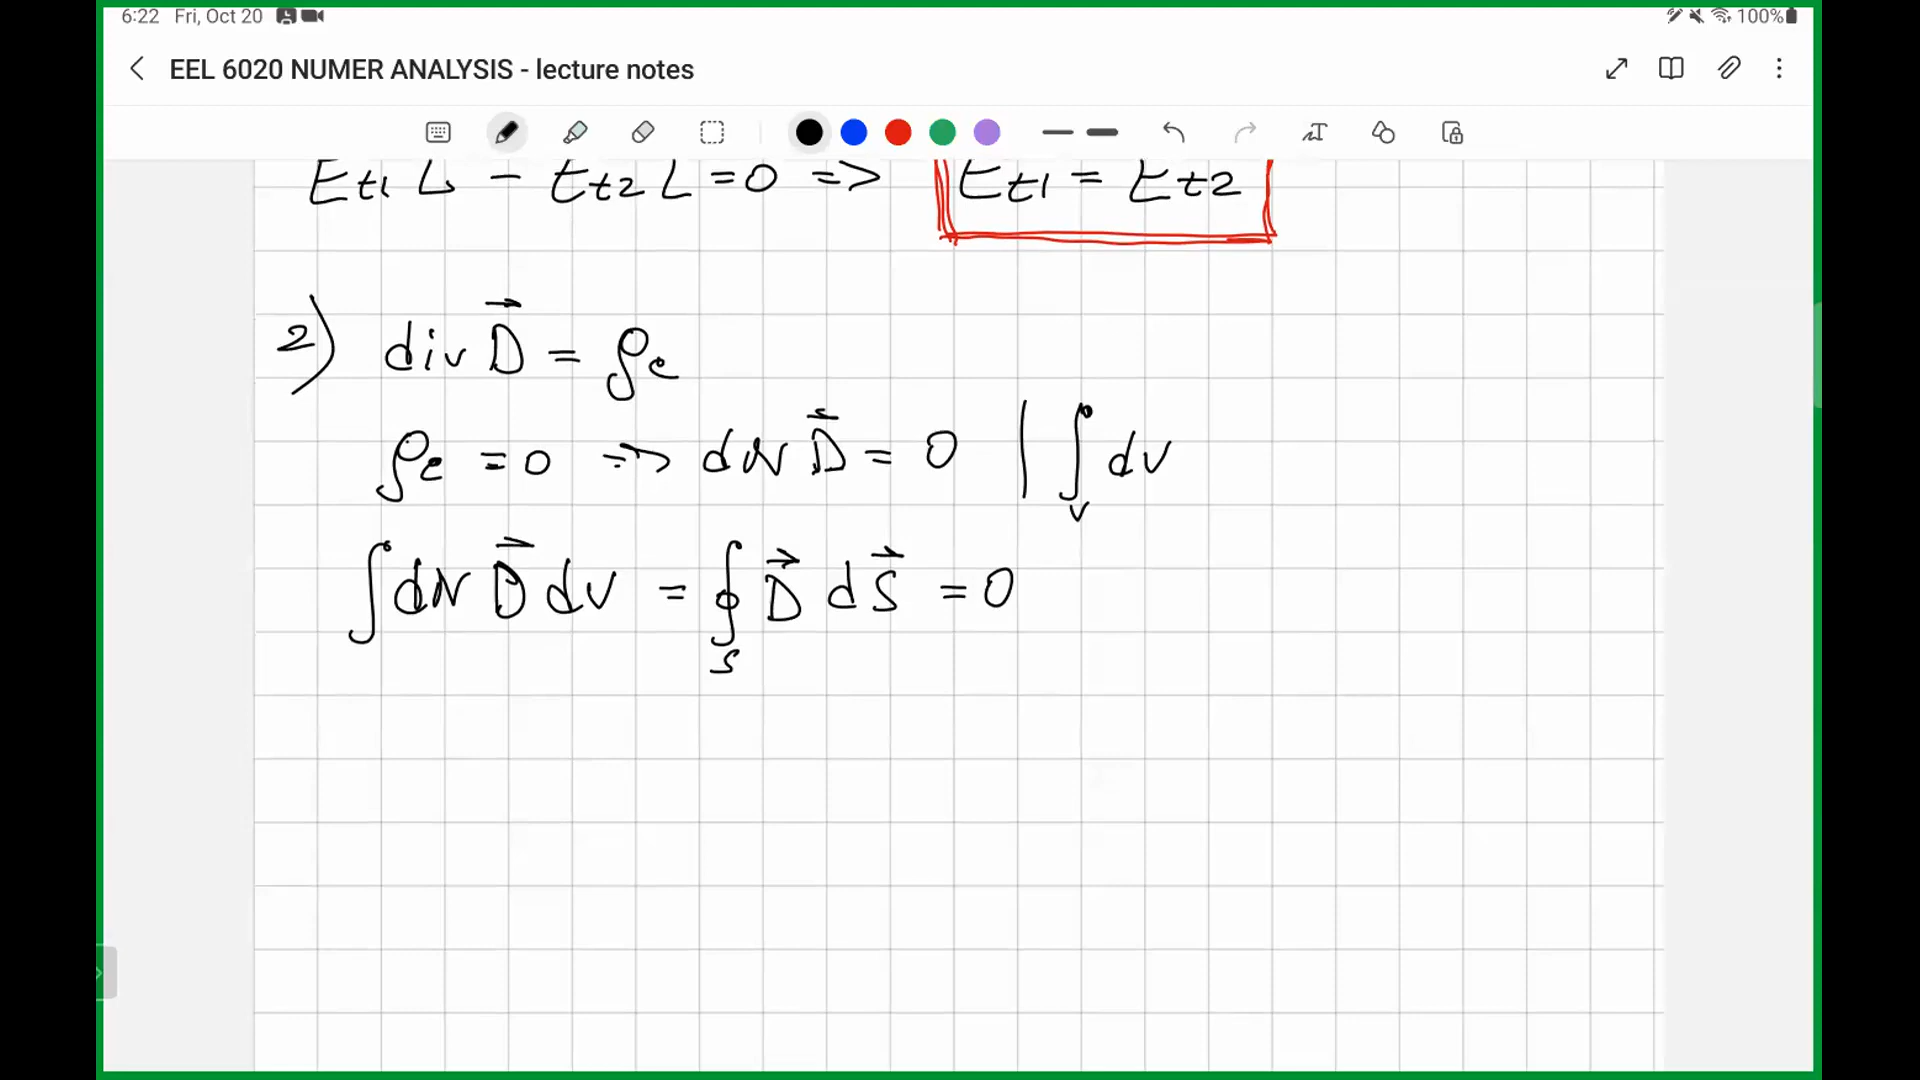 6:22 Fri, Oct 20 100%
EEL 6020 NUMER ANALYSIS - lecture notes
Et1 L - Et2 L = 0 => Et1 = Et2
2) div D⃗ = ρe
ρe = 0 => div D⃗ = 0 | ∫v dv
∫ div D⃗ dv = ∮s D⃗ dS⃗ = 0